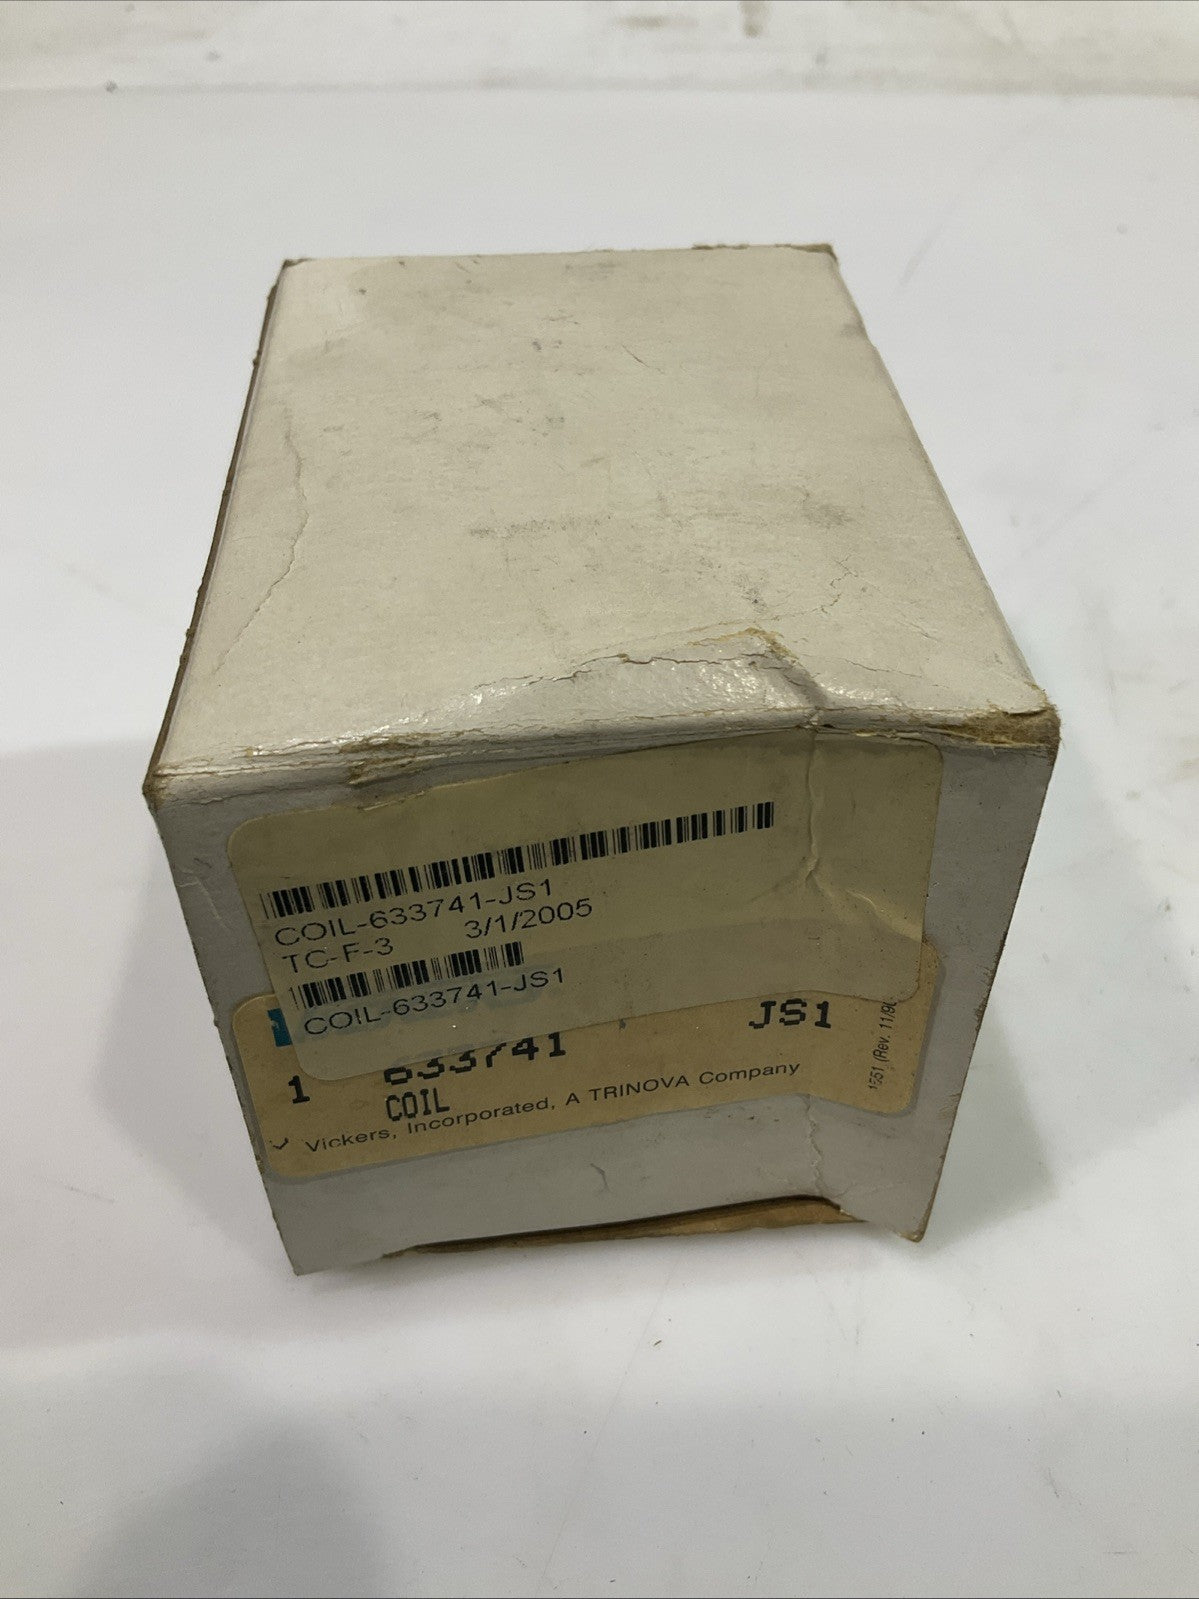 COIL-633741-JS1
TC-F-3 3/1/2005
COIL-633741-JS1
1 633741 JS1
COIL
Vickers, Incorporated, A TRINOVA Company
(Rev.